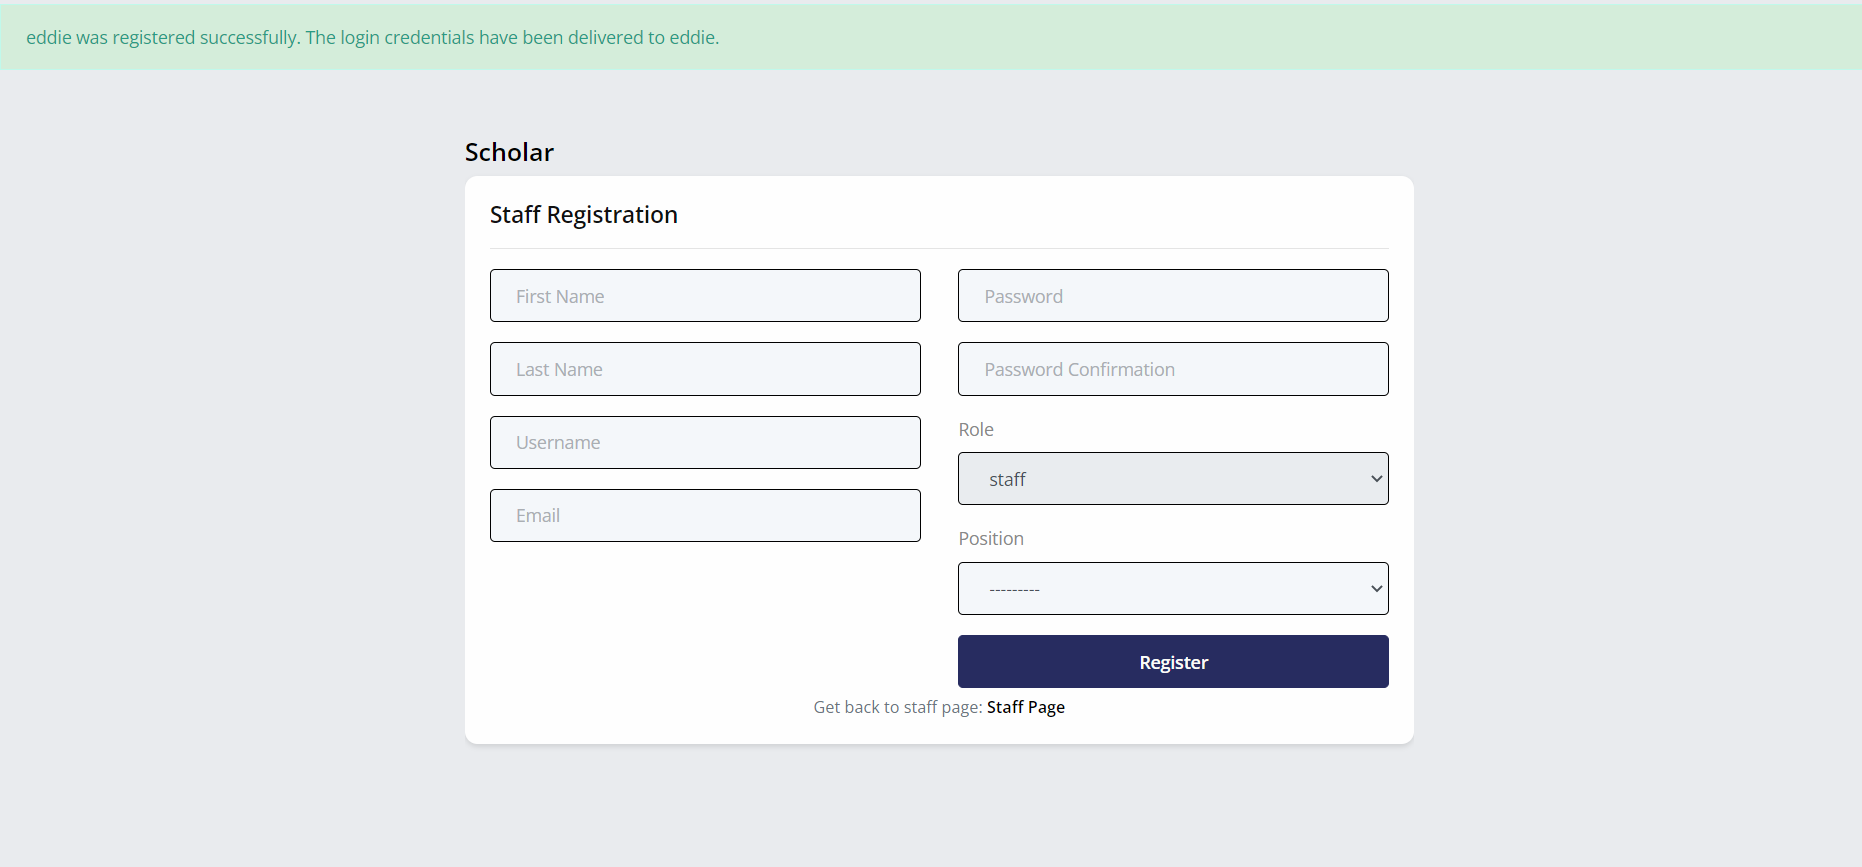 eddie was registered successfully. The login credentials have been delivered to eddie.
Scholar
Staff Registration
First Name
Last Name
Username
Email
Password
Password Confirmation
Role
staff
Position
---------
Register
Get back to staff page: Staff Page